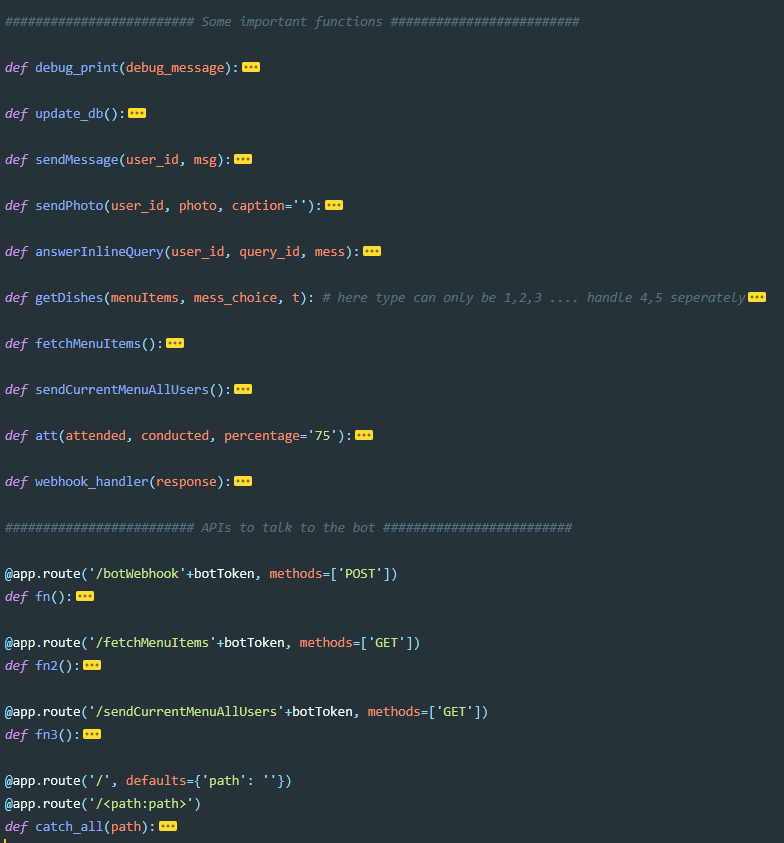 ######################### Some important functions #########################
def debug_print(debug_message):
def update_db():
def sendMessage(user_id, msg):
def sendPhoto(user_id, photo, caption=''):
def answerInlineQuery(user_id, query_id, mess):
def getDishes(menuItems, mess_choice, t): # here type can only be 1,2,3 .... handle 4,5 seperately
def fetchMenuItems():
def sendCurrentMenuAllUsers():
def att(attended, conducted, percentage='75'):
def webhook_handler(response):
######################### APIs to talk to the bot #########################
@app.route('/botWebhook'+botToken, methods=['POST'])
def fn():
@app.route('/fetchMenuItems'+botToken, methods=['GET'])
def fn2():
@app.route('/sendCurrentMenuAllUsers'+botToken, methods=['GET'])
def fn3():
@app.route('/', defaults={'path': ''})
@app.route('/<path:path>')
def catch_all(path):